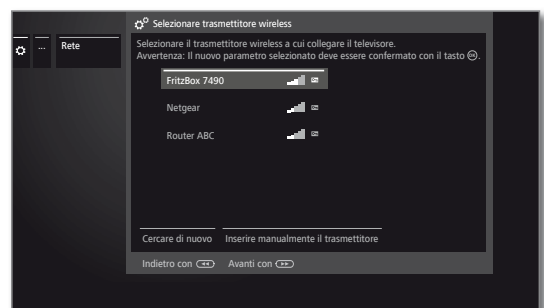 Selezionare trasmettitore wireless
... Rete
Selezionare il trasmettitore wireless a cui collegare il televisore.
Avvertenza: Il nuovo parametro selezionato deve essere confermato con il tasto OK.
FritzBox 7490
Netgear
Router ABC
Cercare di nuovo Inserire manualmente il trasmettitore
Indietro con Avanti con